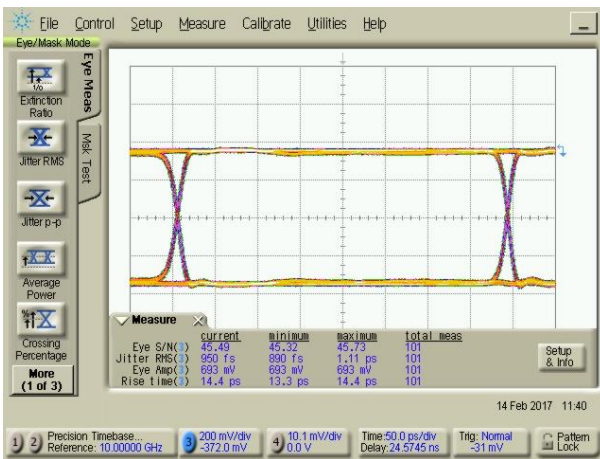 File Control Setup Measure Calibrate Utilities Help
Eye/Mask Mode
Eye Meas
Msk Test
Extinction
Ratio
Jitter RMS
Jitter p-p
Average
Power
Crossing
Percentage
More
(1 of 3)
Measure
current minimum maximum total meas
Eye S/N(3) 45.49 45.32 45.73 101
Jitter RMS(3) 950 fs 890 fs 1.11 ps 101
Eye Amp(3) 693 mV 693 mV 693 mV 101
Rise time(3) 14.4 ps 13.3 ps 14.4 ps 101
Setup
& Info
14 Feb 2017 11:40
1 2 Precision Timebase...
Reference: 10.00000 GHz
3 200 mV/div
-372.0 mV
4 10.1 mV/div
0.0 V
Time:50.0 ps/div
Delay:24.5745 ns
Trig: Normal
-31 mV
Pattern
Lock